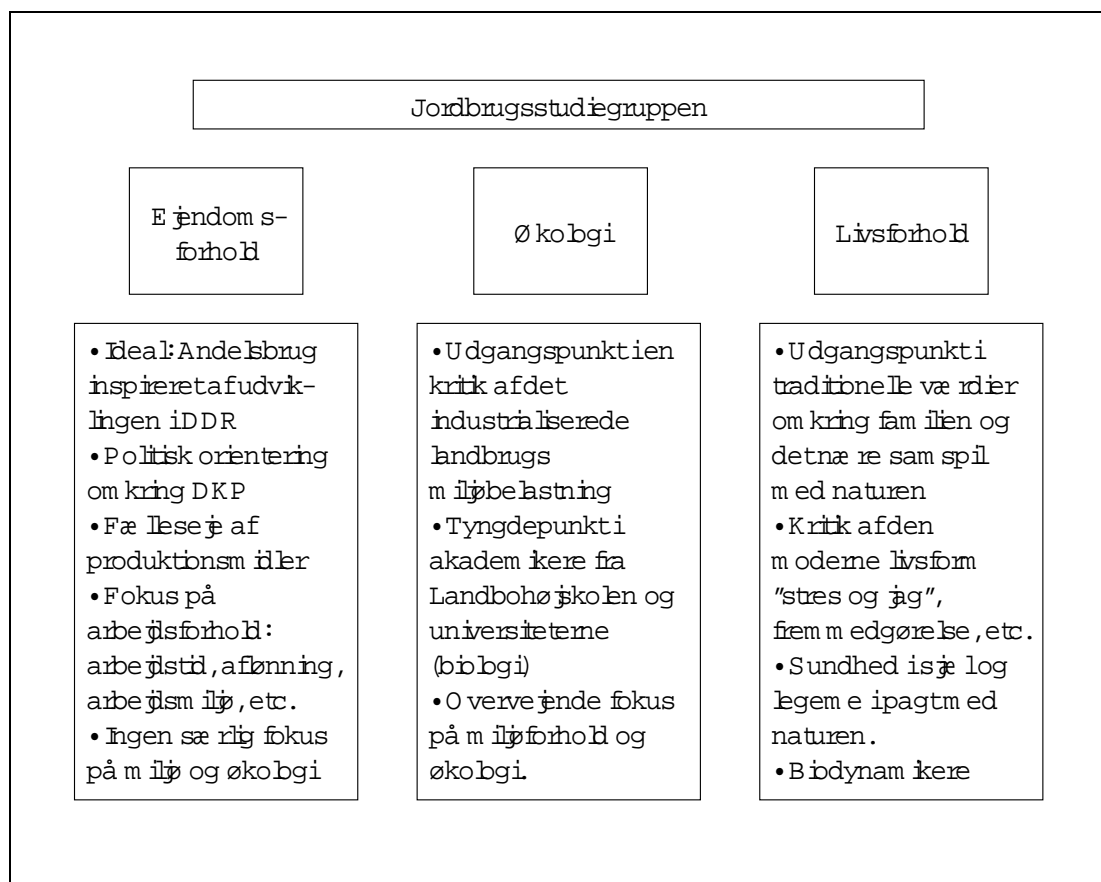 Jordbrugsstudiegruppen
Ejendoms-
forhold
Økologi
Livsforhold
• Ideal: Andelsbrug
inspireret af udvik-
lingen i DDR
• Politisk orientering
omkring DKP
• Fælleseje af
produktionsmidler
• Fokus på
arbejdsforhold:
arbejdstid, aflønning,
arbejdsmiljø, etc.
• Ingen særlig fokus
på miljø og økologi
• Udgangspunkt i en
kritik af det
industrialiserede
landbrugs
miljøbelastning
• Tyngdepunkt i
akademikere fra
Landbohøjskolen og
universiteterne
(biologi)
• Overvejende fokus
på miljøforhold og
økologi.
• Udgangspunkt i
traditionelle værdier
omkring familien og
det nære samspil
med naturen
• Kritik af den
moderne livsform
"stres og jag",
fremmedgørelse, etc.
• Sundhed i sjæl og
legeme i pagt med
naturen.
• Biodynamikere